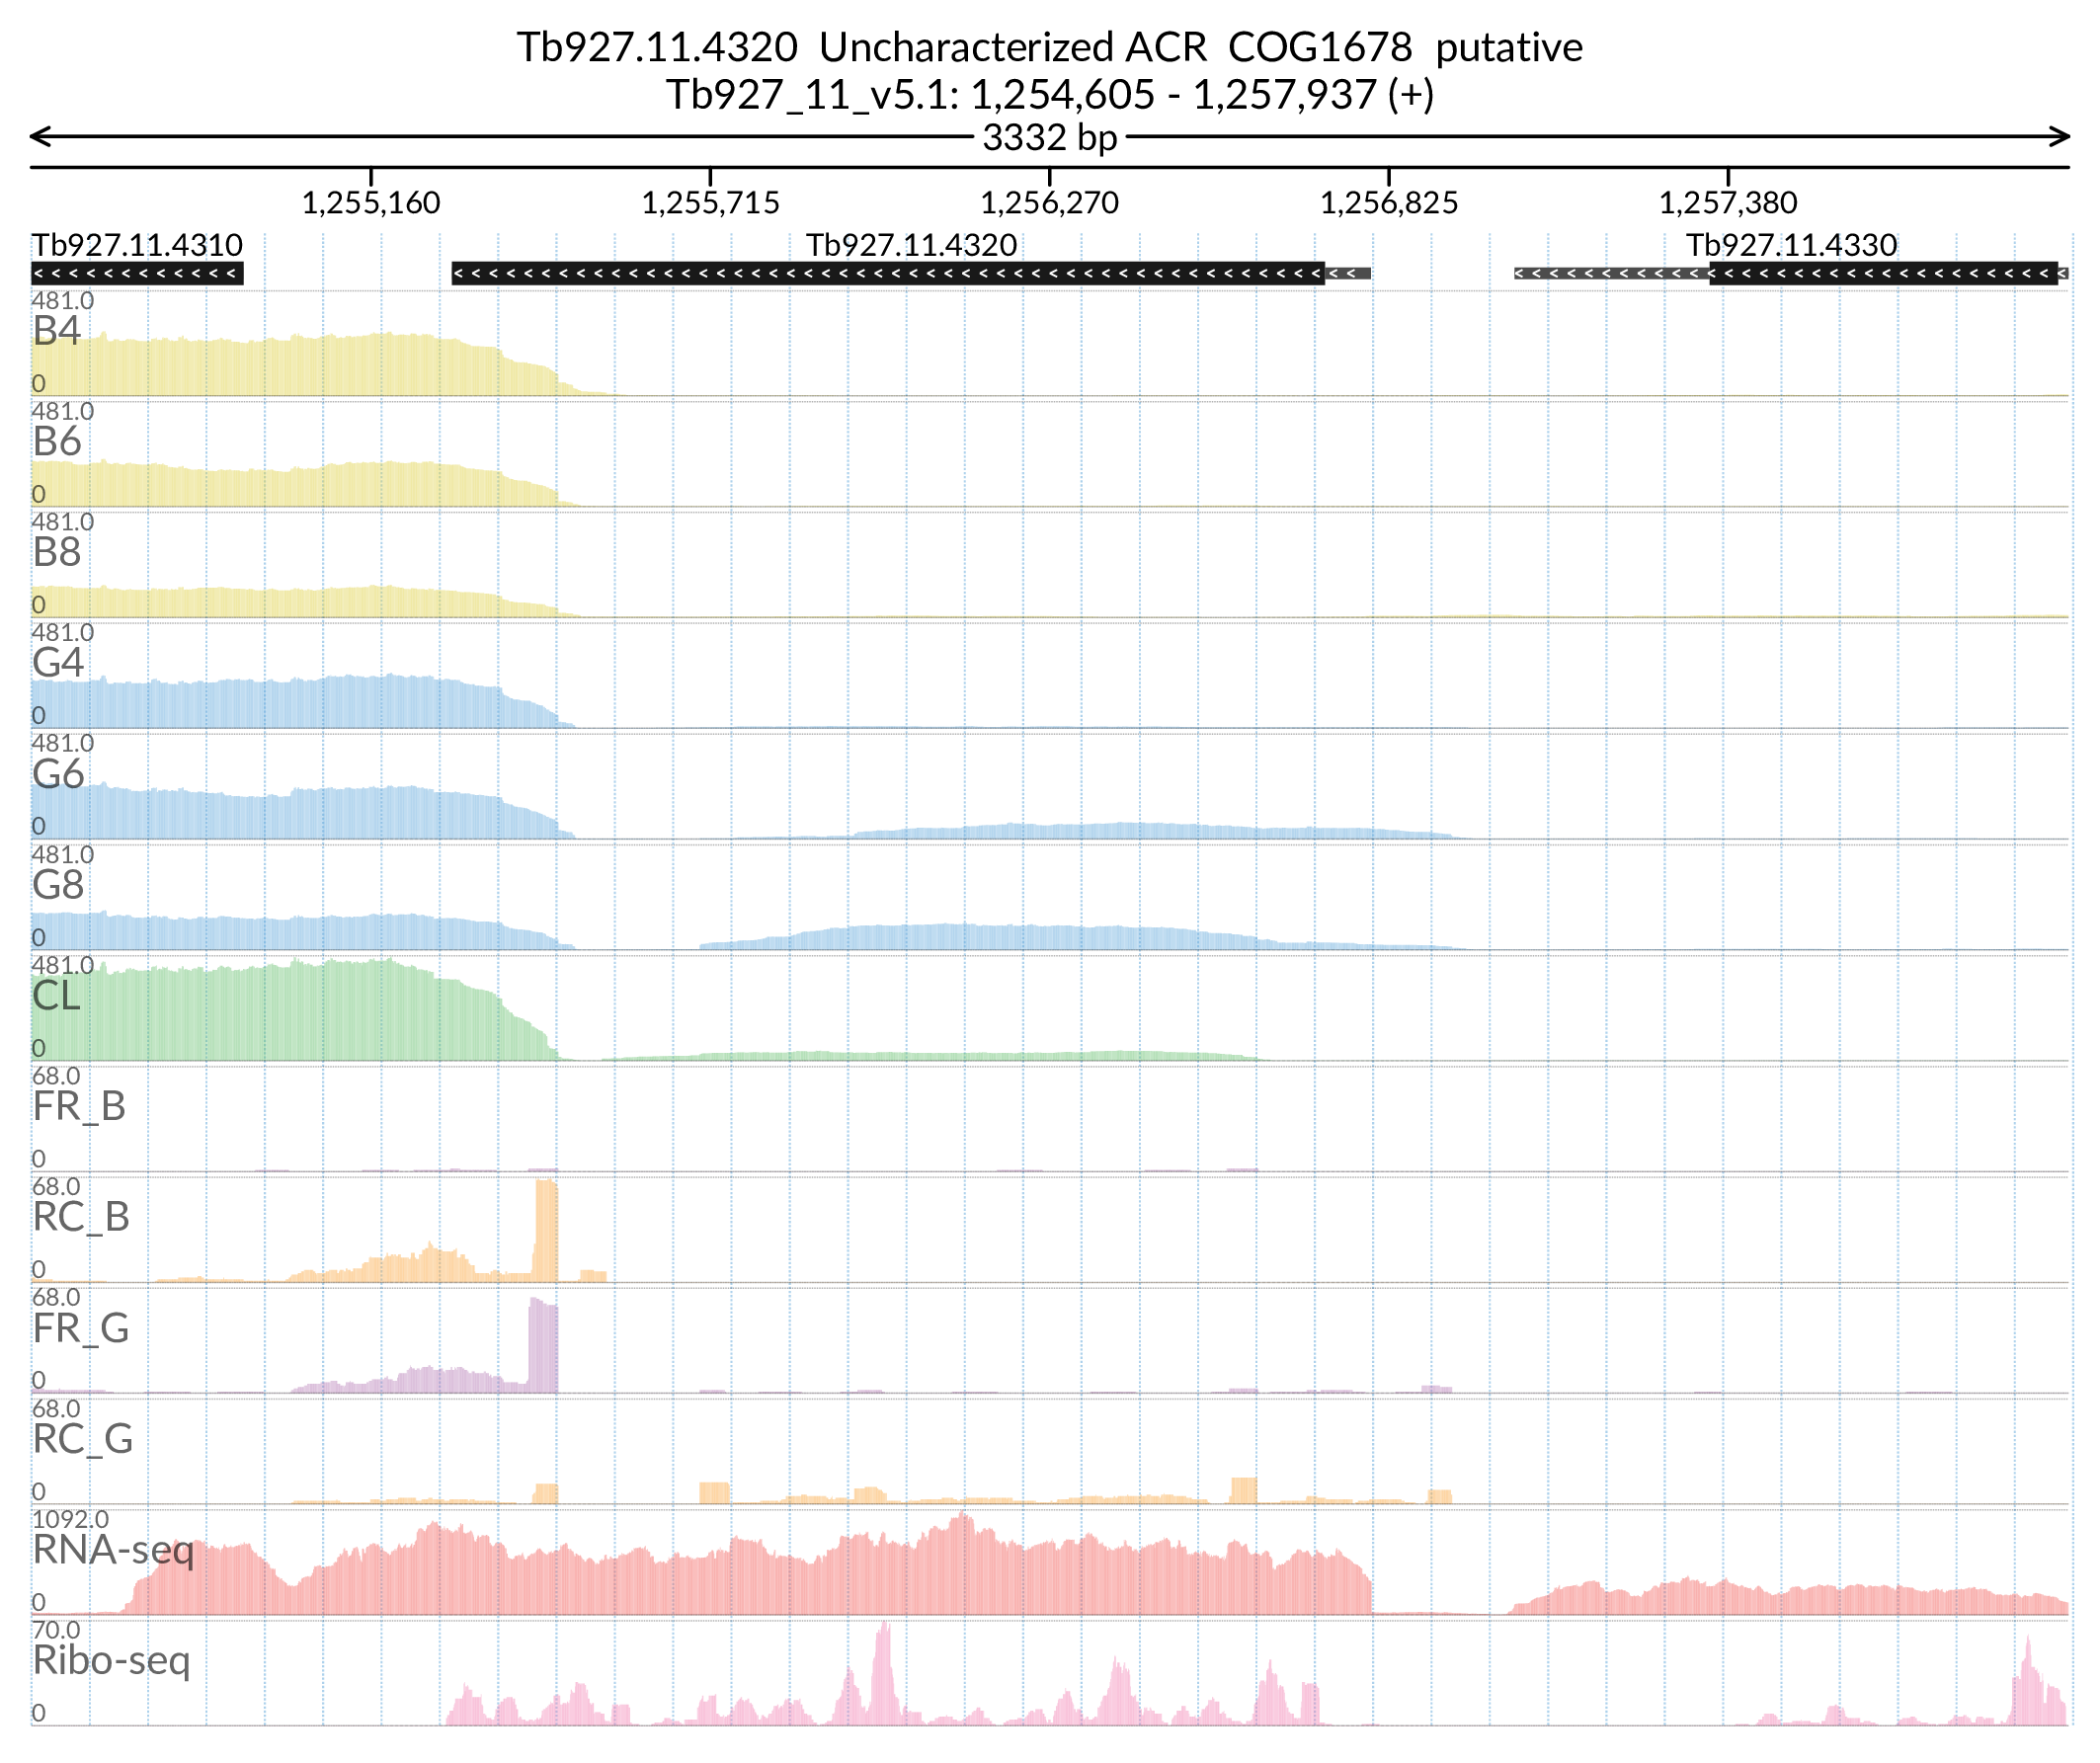 Tb927.11.4320 Uncharacterized ACR COG1678 putative
Tb927_11_v5.1: 1,254,605 - 1,257,937 (+)
3332 bp
1,255,160 1,255,715 1,256,270 1,256,825 1,257,380
Tb927.11.4310 Tb927.11.4320 Tb927.11.4330
481.0
B4
0
481.0
B6
0
481.0
B8
0
481.0
G4
0
481.0
G6
0
481.0
G8
0
481.0
CL
0
68.0
FR_B
0
68.0
RC_B
0
68.0
FR_G
0
68.0
RC_G
0
1092.0
RNA-seq
0
70.0
Ribo-seq
0